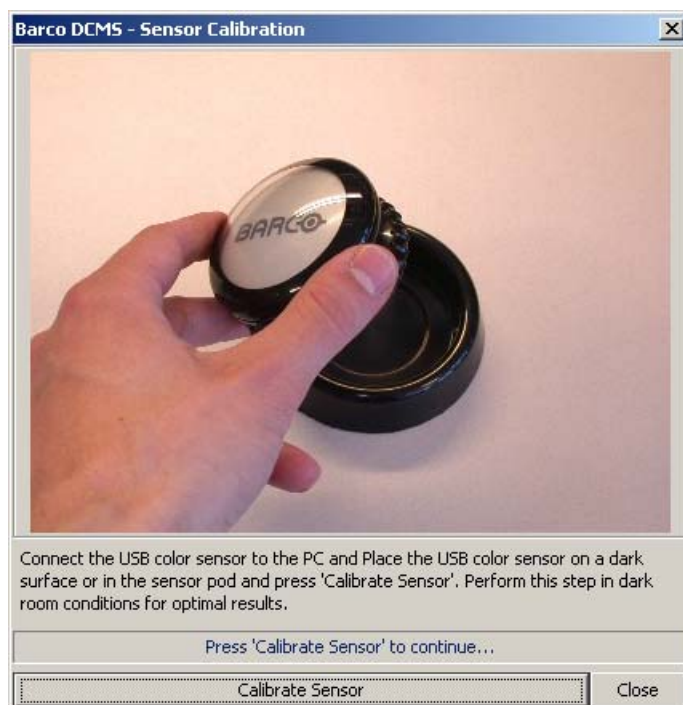 Barco DCMS - Sensor Calibration
BARCO
Connect the USB color sensor to the PC and Place the USB color sensor on a dark
surface or in the sensor pod and press 'Calibrate Sensor'. Perform this step in dark
room conditions for optimal results.
Press 'Calibrate Sensor' to continue...
Calibrate Sensor
Close